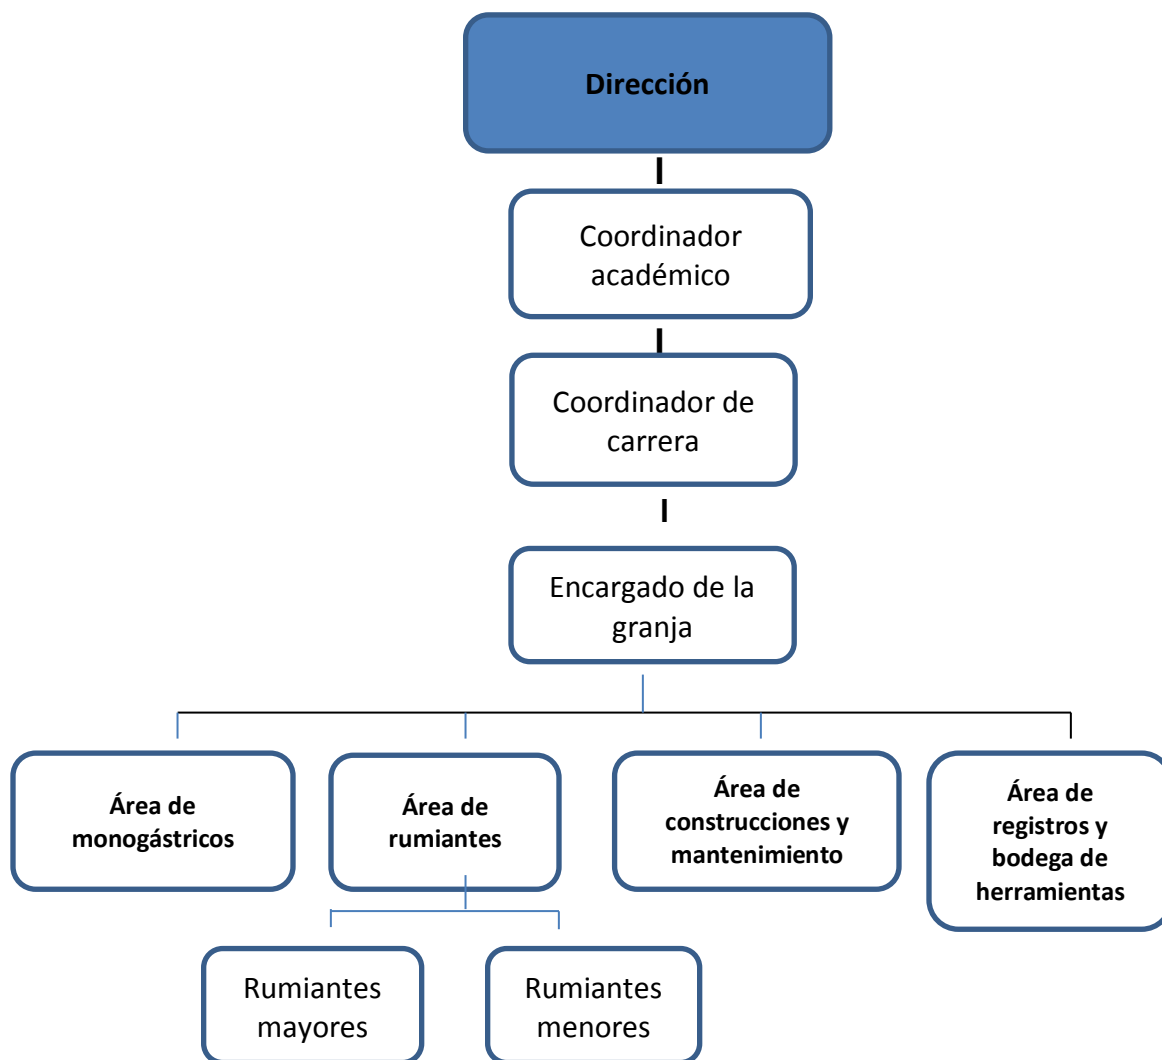 Dirección
Coordinador
académico
Coordinador de
carrera
Encargado de la
granja
Área de
monogástricos
Área de
rumiantes
Área de
construcciones y
mantenimiento
Área de
registros y
bodega de
herramientas
Rumiantes
mayores
Rumiantes
menores